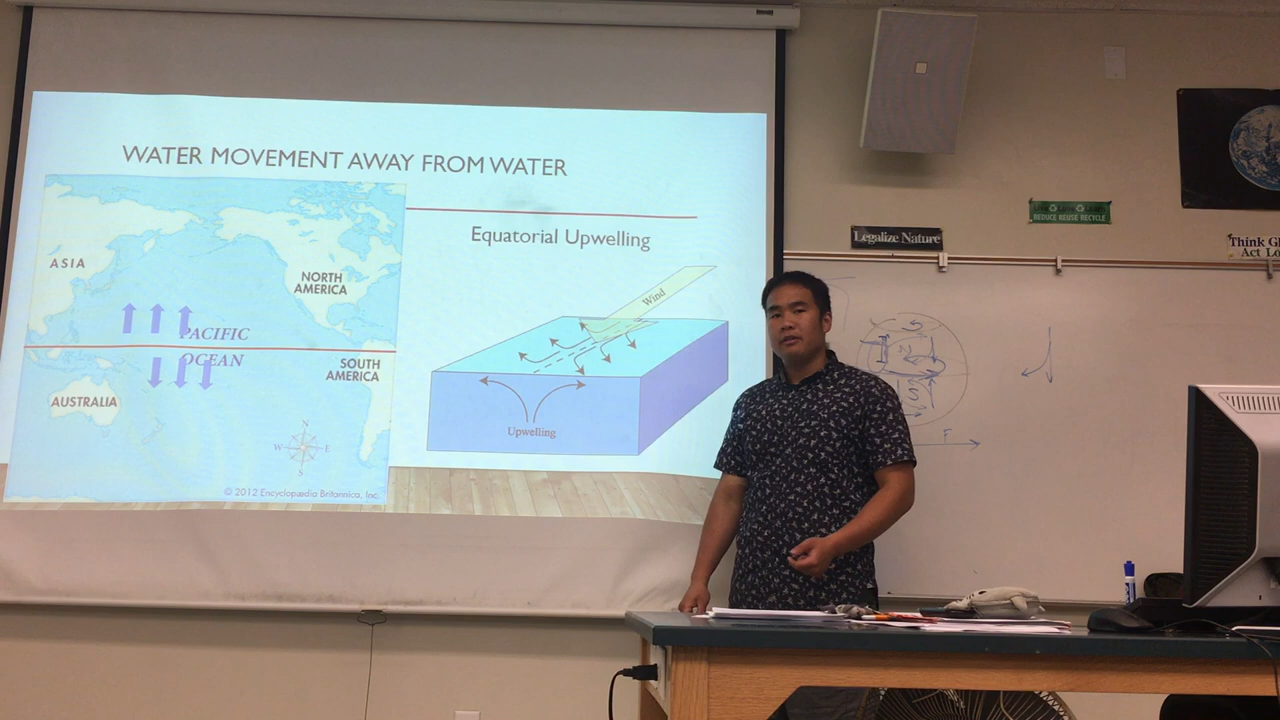 WATER MOVEMENT AWAY FROM WATER
Equatorial Upwelling
ASIA
NORTH
AMERICA
PACIFIC
OCEAN
SOUTH
AMERICA
AUSTRALIA
N
W
E
S
© 2012 Encyclopædia Britannica, Inc.
Wind
Upwelling
REDUCE REUSE RECYCLE
Legalize Nature
Think Gl
Act Lo
N
S
F